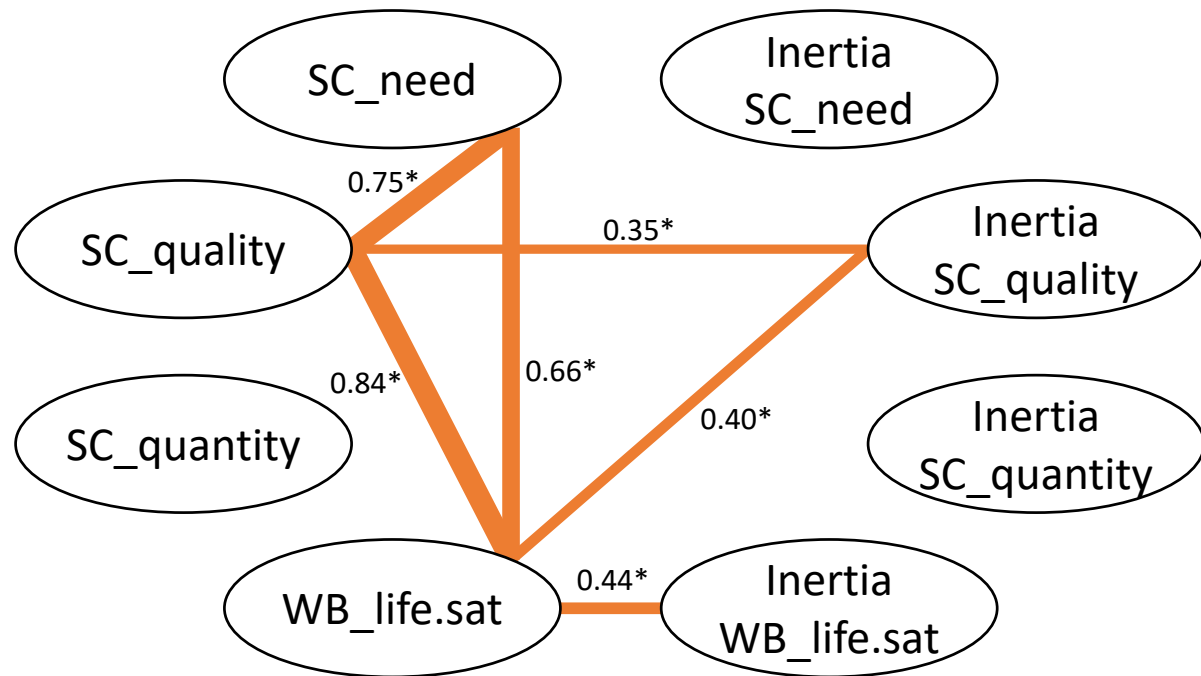 SC_need
Inertia
SC_need
0.75*
SC_quality
0.35*
Inertia
SC_quality
0.84*
0.66*
0.40*
SC_quantity
Inertia
SC_quantity
WB_life.sat
0.44*
Inertia
WB_life.sat